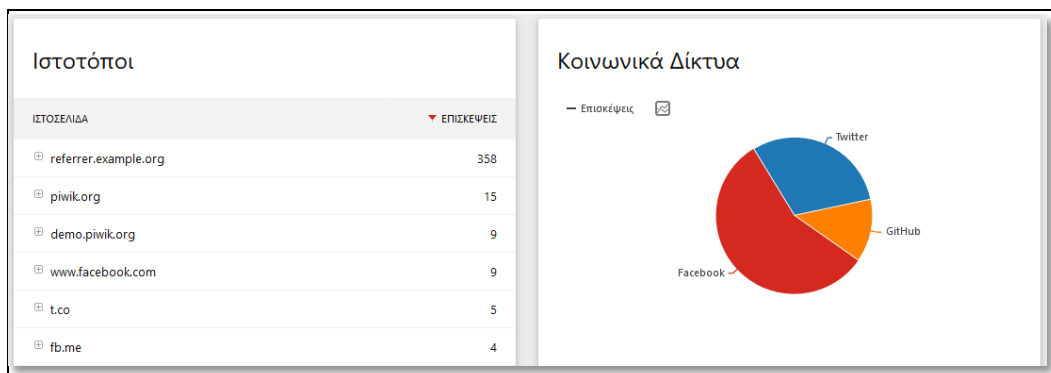 Ιστοτόποι
ΙΣΤΟΣΕΛΙΔΑ ΕΠΙΣΚΕΨΕΙΣ
referrer.example.org 358
piwik.org 15
demo.piwik.org 9
www.facebook.com 9
t.co 5
fb.me 4
Κοινωνικά Δίκτυα
Επισκέψεις
Twitter
GitHub
Facebook